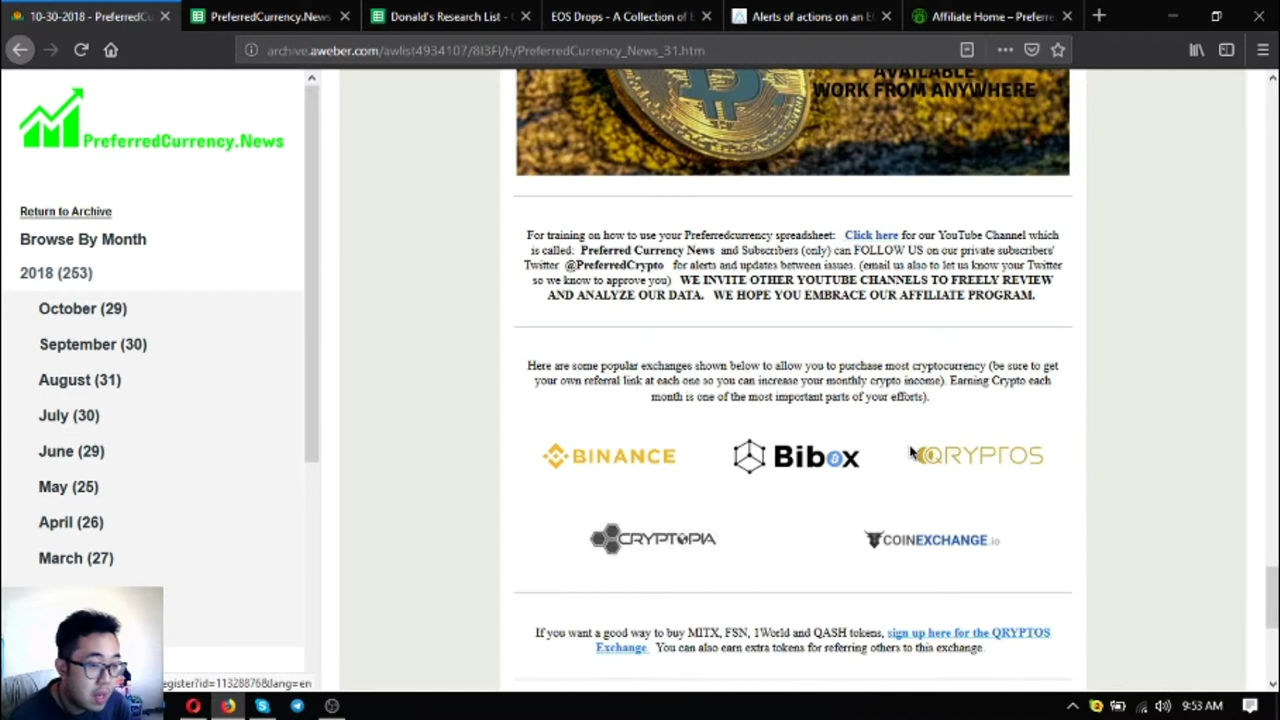 10-30-2018 - PreferredCu
PreferredCurrency.News
Donald's Research List -
EOS Drops - A Collection of E
Alerts of actions on an E
Affiliate Home – Preferre
archive.aweber.com/awlist4934107/8I3Fl/h/PreferredCurrency_News_31.htm
PreferredCurrency.News
Return to Archive
Browse By Month
2018 (253)
October (29)
September (30)
August (31)
July (30)
June (29)
May (25)
April (26)
March (27)
AVAILABLE
WORK FROM ANYWHERE
For training on how to use your Preferredcurrency spreadsheet: Click here for our YouTube Channel which
is called: Preferred Currency News and Subscribers (only) can FOLLOW US on our private subscribers'
Twitter @PreferredCrypto for alerts and updates between issues. (email us also to let us know your Twitter
so we know to approve you) WE INVITE OTHER YOUTUBE CHANNELS TO FREELY REVIEW
AND ANALYZE OUR DATA. WE HOPE YOU EMBRACE OUR AFFILIATE PROGRAM.
Here are some popular exchanges shown below to allow you to purchase most cryptocurrency (be sure to get
your own referral link at each one so you can increase your monthly crypto income). Earning Crypto each
month is one of the most important parts of your efforts).
BINANCE
Bibox
QRYPTOS
CRYPTOPIA
COINEXCHANGE.io
If you want a good way to buy MITX, FSN, 1World and QASH tokens, sign up here for the QRYPTOS
Exchange. You can also earn extra tokens for referring others to this exchange.
register?id=113288768&lang=en
9:53 AM